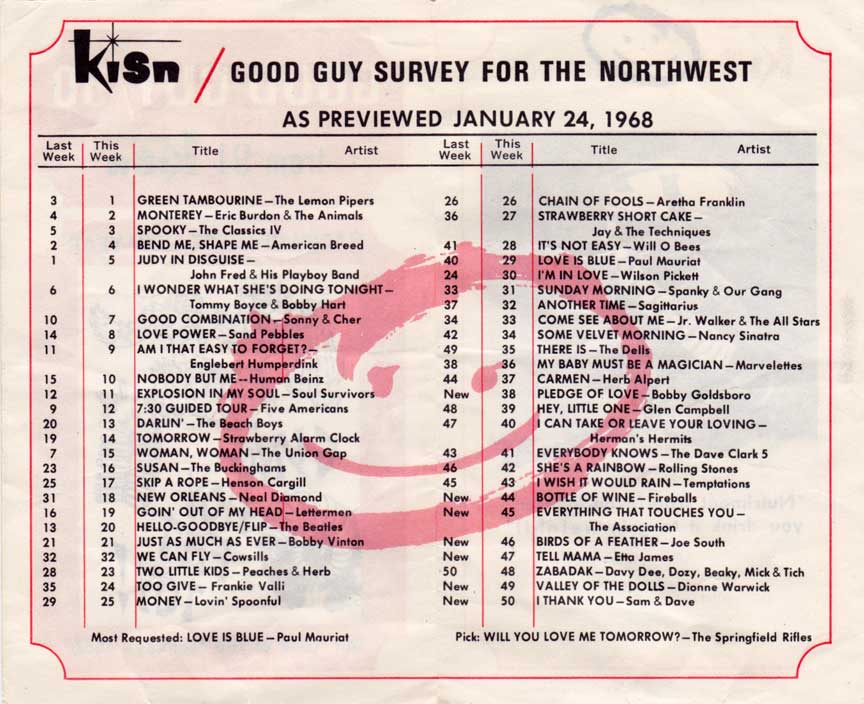 kisn / GOOD GUY SURVEY FOR THE NORTHWEST
AS PREVIEWED JANUARY 24, 1968
Last Week This Week Title Artist
3 1 GREEN TAMBOURINE—The Lemon Pipers
4 2 MONTEREY—Eric Burdon & The Animals
5 3 SPOOKY—The Classics IV
2 4 BEND ME, SHAPE ME—American Breed
1 5 JUDY IN DISGUISE—
John Fred & His Playboy Band
6 6 I WONDER WHAT SHE'S DOING TONIGHT—
Tommy Boyce & Bobby Hart
10 7 GOOD COMBINATION—Sonny & Cher
14 8 LOVE POWER—Sand Pebbles
11 9 AM I THAT EASY TO FORGET?—
Englebert Humperdink
15 10 NOBODY BUT ME--Human Beinz
12 11 EXPLOSION IN MY SOUL—Soul Survivors
9 12 7:30 GUIDED TOUR—Five Americans
20 13 DARLIN'—The Beach Boys
19 14 TOMORROW—Strawberry Alarm Clock
7 15 WOMAN, WOMAN—The Union Gap
23 16 SUSAN—The Buckinghams
25 17 SKIP A ROPE—Henson Cargill
31 18 NEW ORLEANS—Neal Diamond
16 19 GOIN' OUT OF MY HEAD—Lettermen
13 20 HELLO-GOODBYE/FLIP—The Beatles
21 21 JUST AS MUCH AS EVER—Bobby Vinton
32 32 WE CAN FLY—Cowsills
28 23 TWO LITTLE KIDS—Peaches & Herb
35 24 TOO GIVE—Frankie Valli
29 25 MONEY—Lovin' Spoonful
Last Week This Week Title Artist
26 26 CHAIN OF FOOLS—Aretha Franklin
36 27 STRAWBERRY SHORT CAKE—
Jay & The Techniques
41 28 IT'S NOT EASY—Will O Bees
40 29 LOVE IS BLUE—Paul Mauriat
24 30 I'M IN LOVE—Wilson Pickett
33 31 SUNDAY MORNING—Spanky & Our Gang
37 32 ANOTHER TIME—Sagittarius
34 33 COME SEE ABOUT ME—Jr. Walker & The All Stars
42 34 SOME VELVET MORNING—Nancy Sinatra
49 35 THERE IS—The Dells
38 36 MY BABY MUST BE A MAGICIAN—Marvelettes
44 37 CARMEN—Herb Alpert
New 38 PLEDGE OF LOVE—Bobby Goldsboro
48 39 HEY, LITTLE ONE—Glen Campbell
47 40 I CAN TAKE OR LEAVE YOUR LOVING—
Herman's Hermits
43 41 EVERYBODY KNOWS—The Dave Clark 5
46 42 SHE'S A RAINBOW—Rolling Stones
45 43 I WISH IT WOULD RAIN—Temptations
New 44 BOTTLE OF WINE—Fireballs
New 45 EVERYTHING THAT TOUCHES YOU—
The Association
New 46 BIRDS OF A FEATHER—Joe South
New 47 TELL MAMA—Etta James
50 48 ZABADAK—Davy Dee, Dozy, Beaky, Mick & Tich
New 49 VALLEY OF THE DOLLS—Dionne Warwick
New 50 I THANK YOU—Sam & Dave
Most Requested: LOVE IS BLUE—Paul Mauriat
Pick: WILL YOU LOVE ME TOMORROW?—The Springfield Rifles